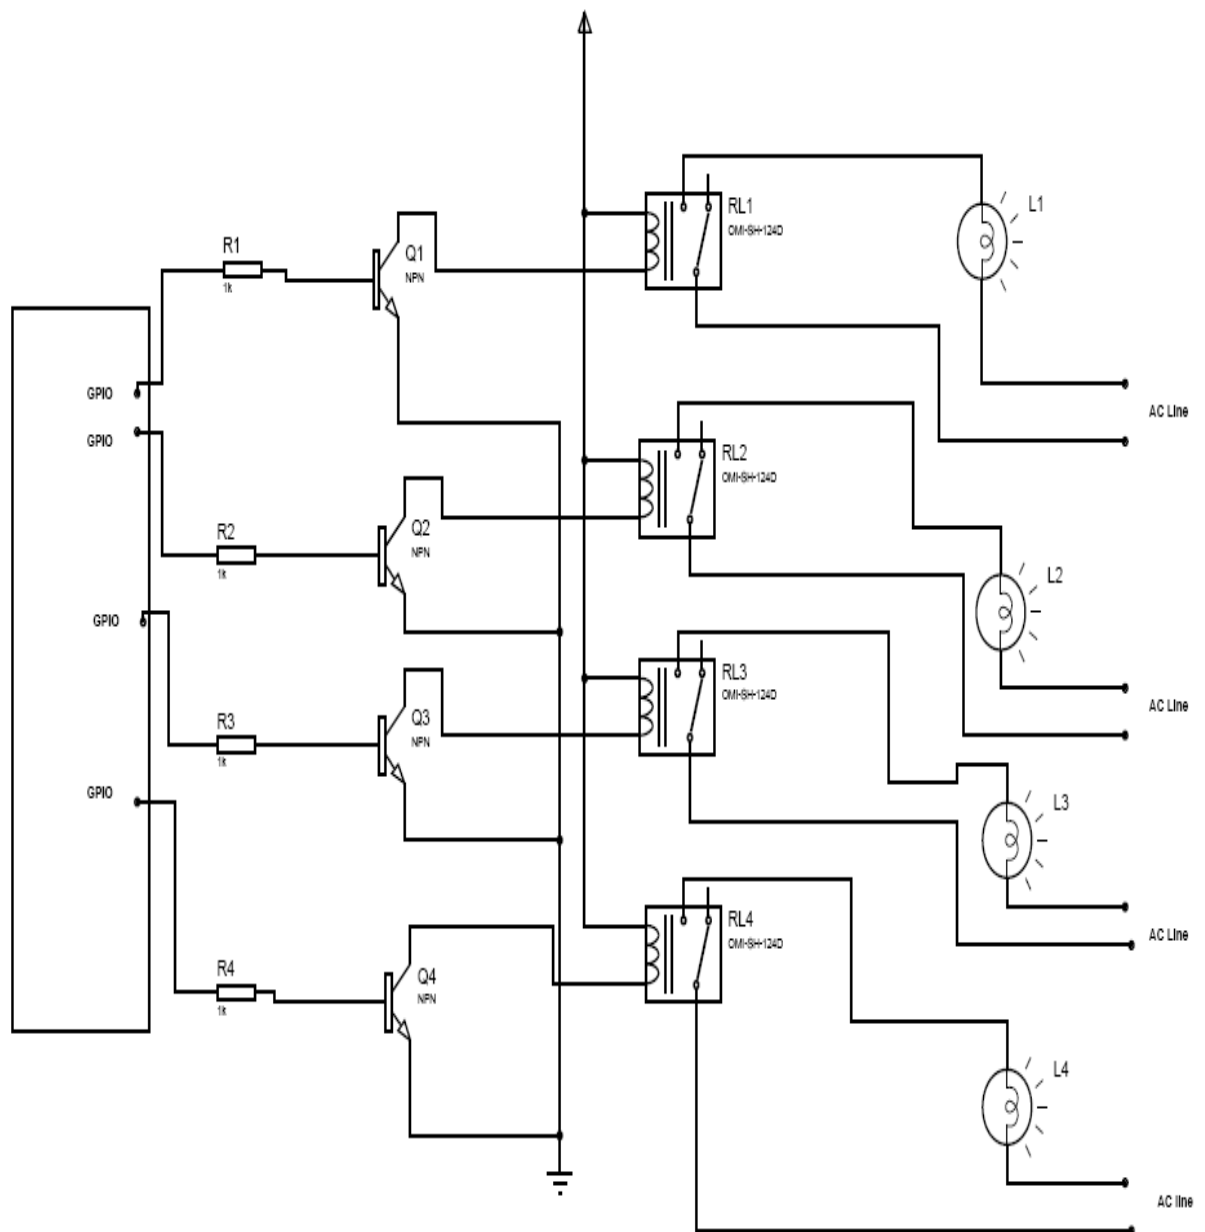 RL1
OMI-SH-124D
L1
R1
1k
Q1
NPN
GPIO
GPIO
AC Line
RL2
OMI-SH-124D
R2
1k
Q2
NPN
L2
GPIO
RL3
OMI-SH-124D
AC Line
R3
1k
Q3
NPN
GPIO
L3
RL4
OMI-SH-124D
AC Line
R4
1k
Q4
NPN
L4
AC line